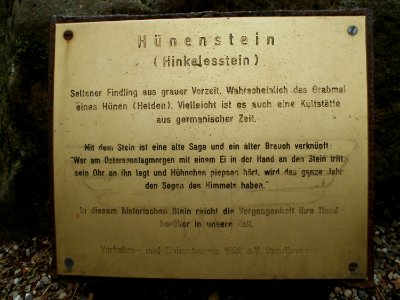 Hünenstein
(Hinkelesstein)
Seltener Findling aus grauer Vorzeit. Wahrscheinlich das Grabmal
eines Hünen (Helden). Vielleicht ist es auch eine Kultstätte
aus germanischer Zeit.
Mit dem Stein ist eine alte Sage und ein alter Brauch verknüpft:
"Wer am Ostersonntagmorgen mit einem Ei in der Hand an den Stein tritt,
sein Ohr an ihn legt und Hühnchen piepsen hört, wird das ganze Jahr
den Segen des Himmels haben."
In diesem historischen Stein reicht die Vergangenheit ihre Hand
herüber in unsere Zeit.
Verkehrs- und Heimatverein 1982 e.V.